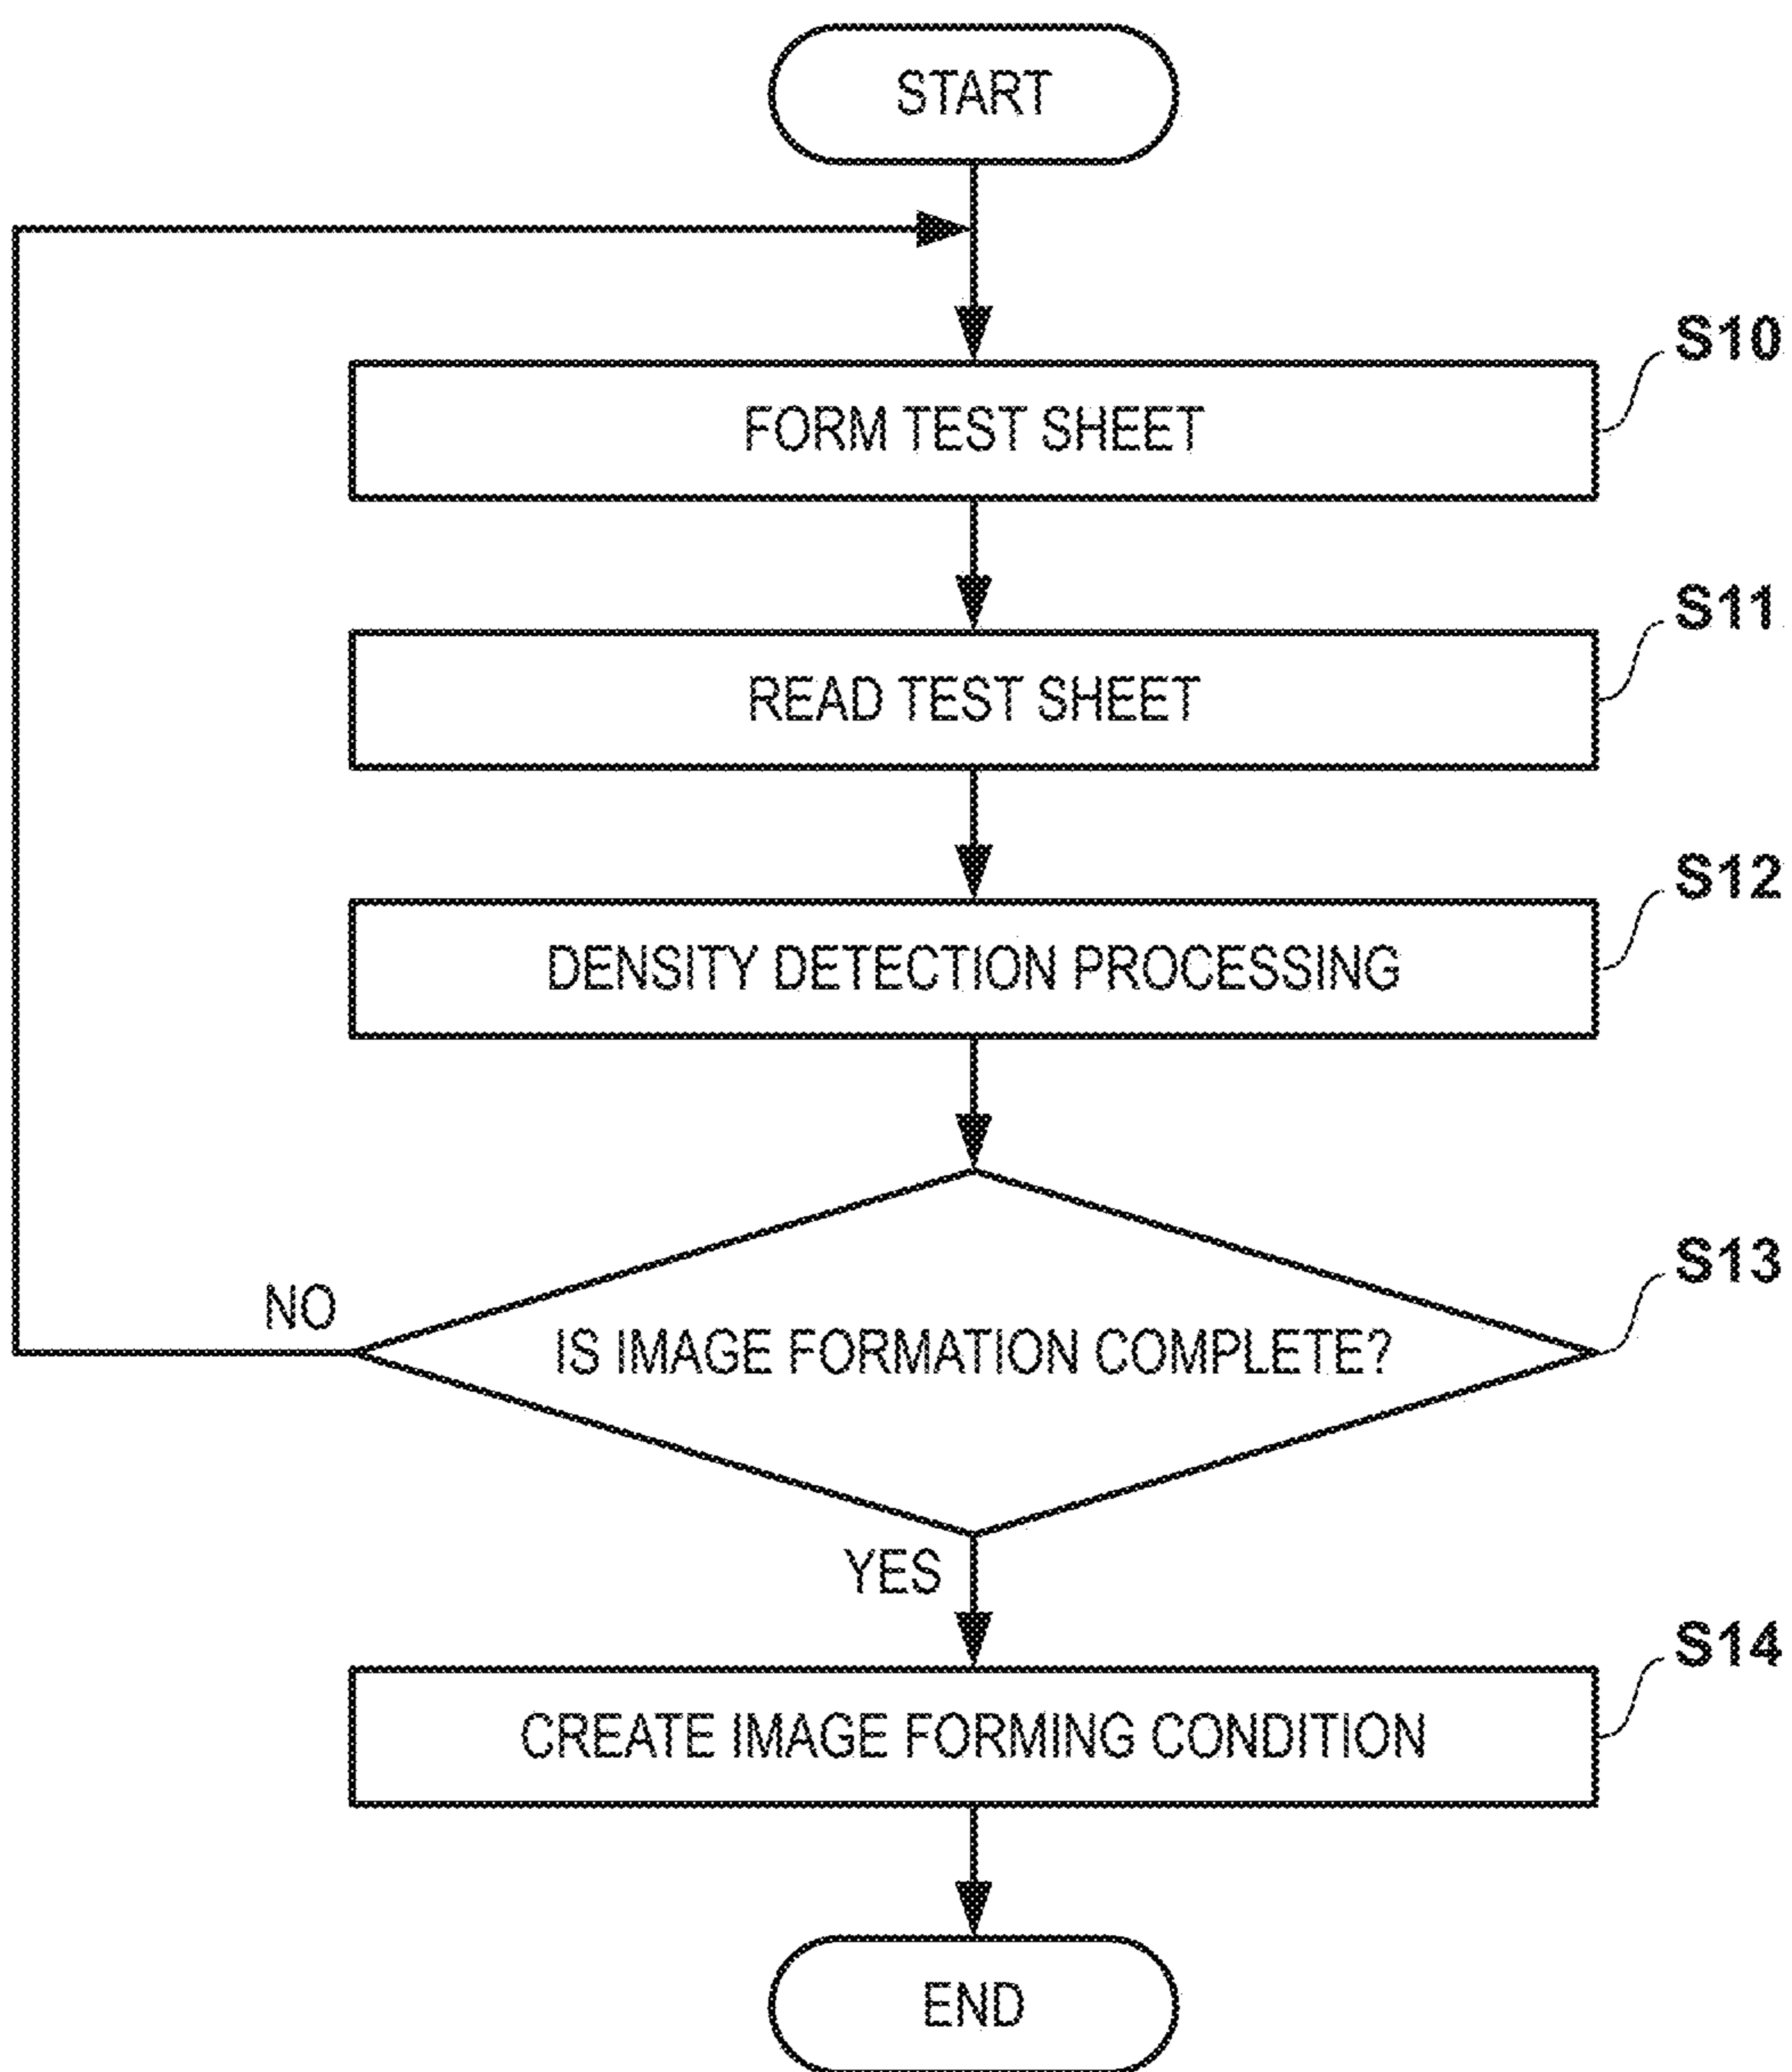 START
S10
FORM TEST SHEET
S11
READ TEST SHEET
S12
DENSITY DETECTION PROCESSING
S13
NO
IS IMAGE FORMATION COMPLETE?
YES
S14
CREATE IMAGE FORMING CONDITION
END